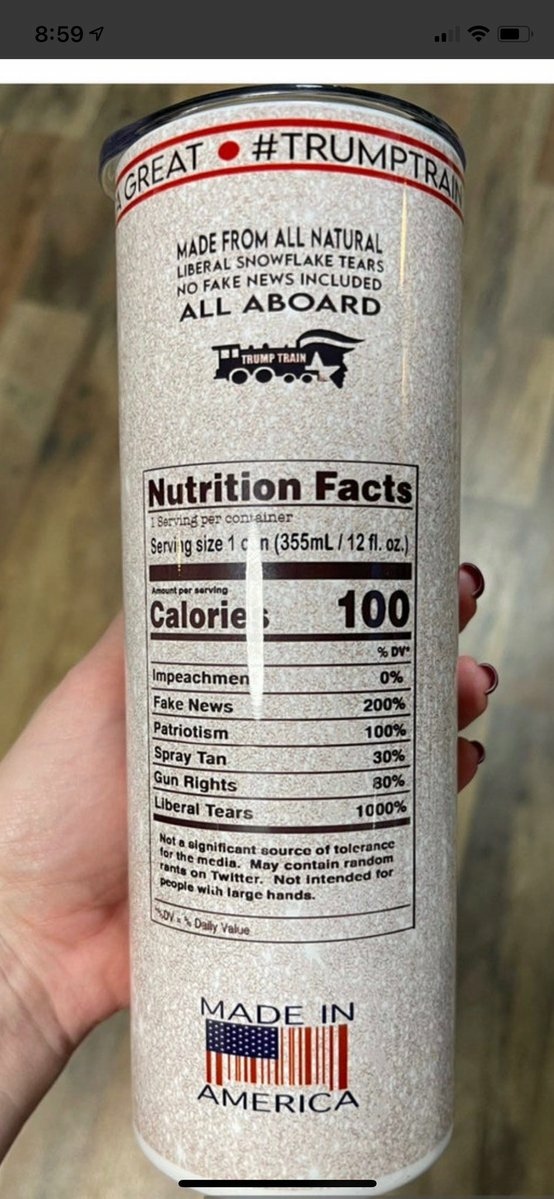 8:59
A GREAT • #TRUMPTRAIN
MADE FROM ALL NATURAL
LIBERAL SNOWFLAKE TEARS
NO FAKE NEWS INCLUDED
ALL ABOARD
TRUMP TRAIN
Nutrition Facts
1 Serving per container
Serving size 1 can (355mL / 12 fl. oz.)
Amount per serving
Calories 100
% DV*
Impeachmen 0%
Fake News 200%
Patriotism 100%
Spray Tan 30%
Gun Rights 80%
Liberal Tears 1000%
Not a significant source of tolerance
for the media. May contain random
rants on Twitter. Not Intended for
people with large hands.
*%DV = % Daily Value
MADE IN
AMERICA